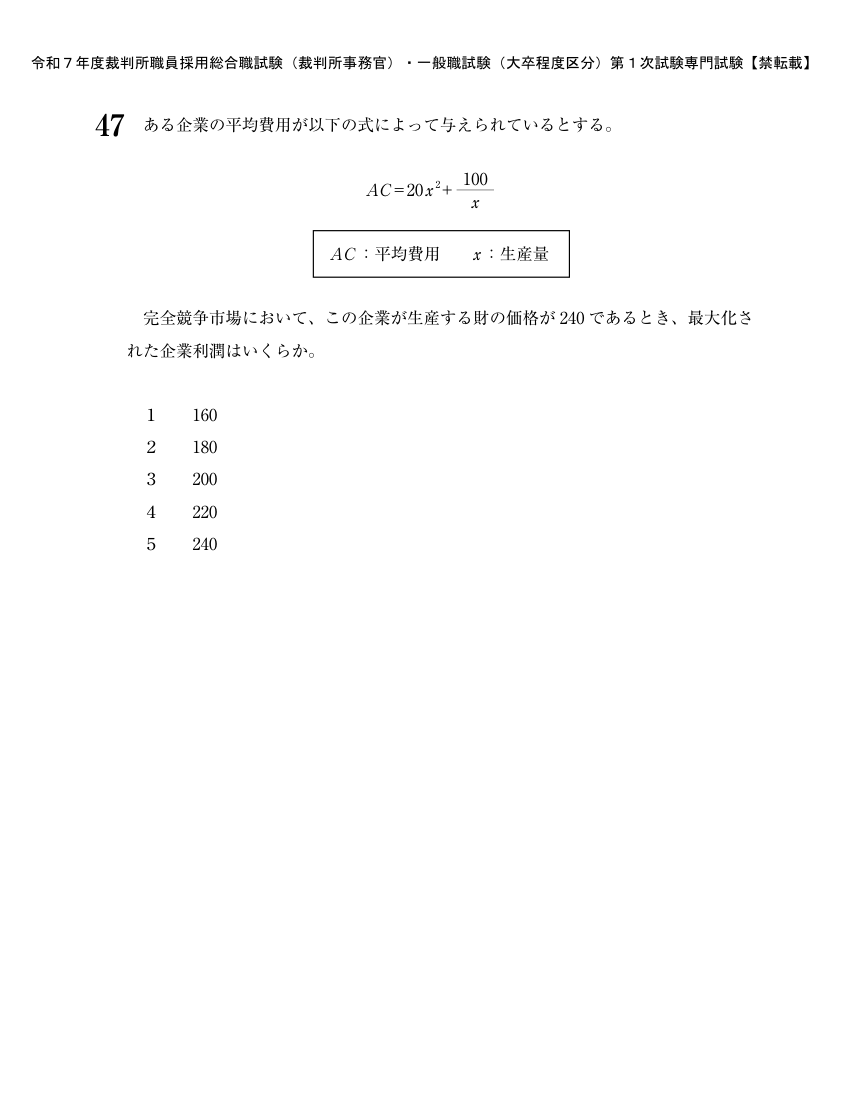 令和７年度裁判所職員採用総合職試験（裁判所事務官）・一般職試験（大卒程度区分）第１次試験専門試験【禁転載】
47 ある企業の平均費用が以下の式によって与えられているとする。
AC=20x²+100/x
AC：平均費用 x：生産量
完全競争市場において、この企業が生産する財の価格が 240 であるとき、最大化さ
れた企業利潤はいくらか。
1 160
2 180
3 200
4 220
5 240